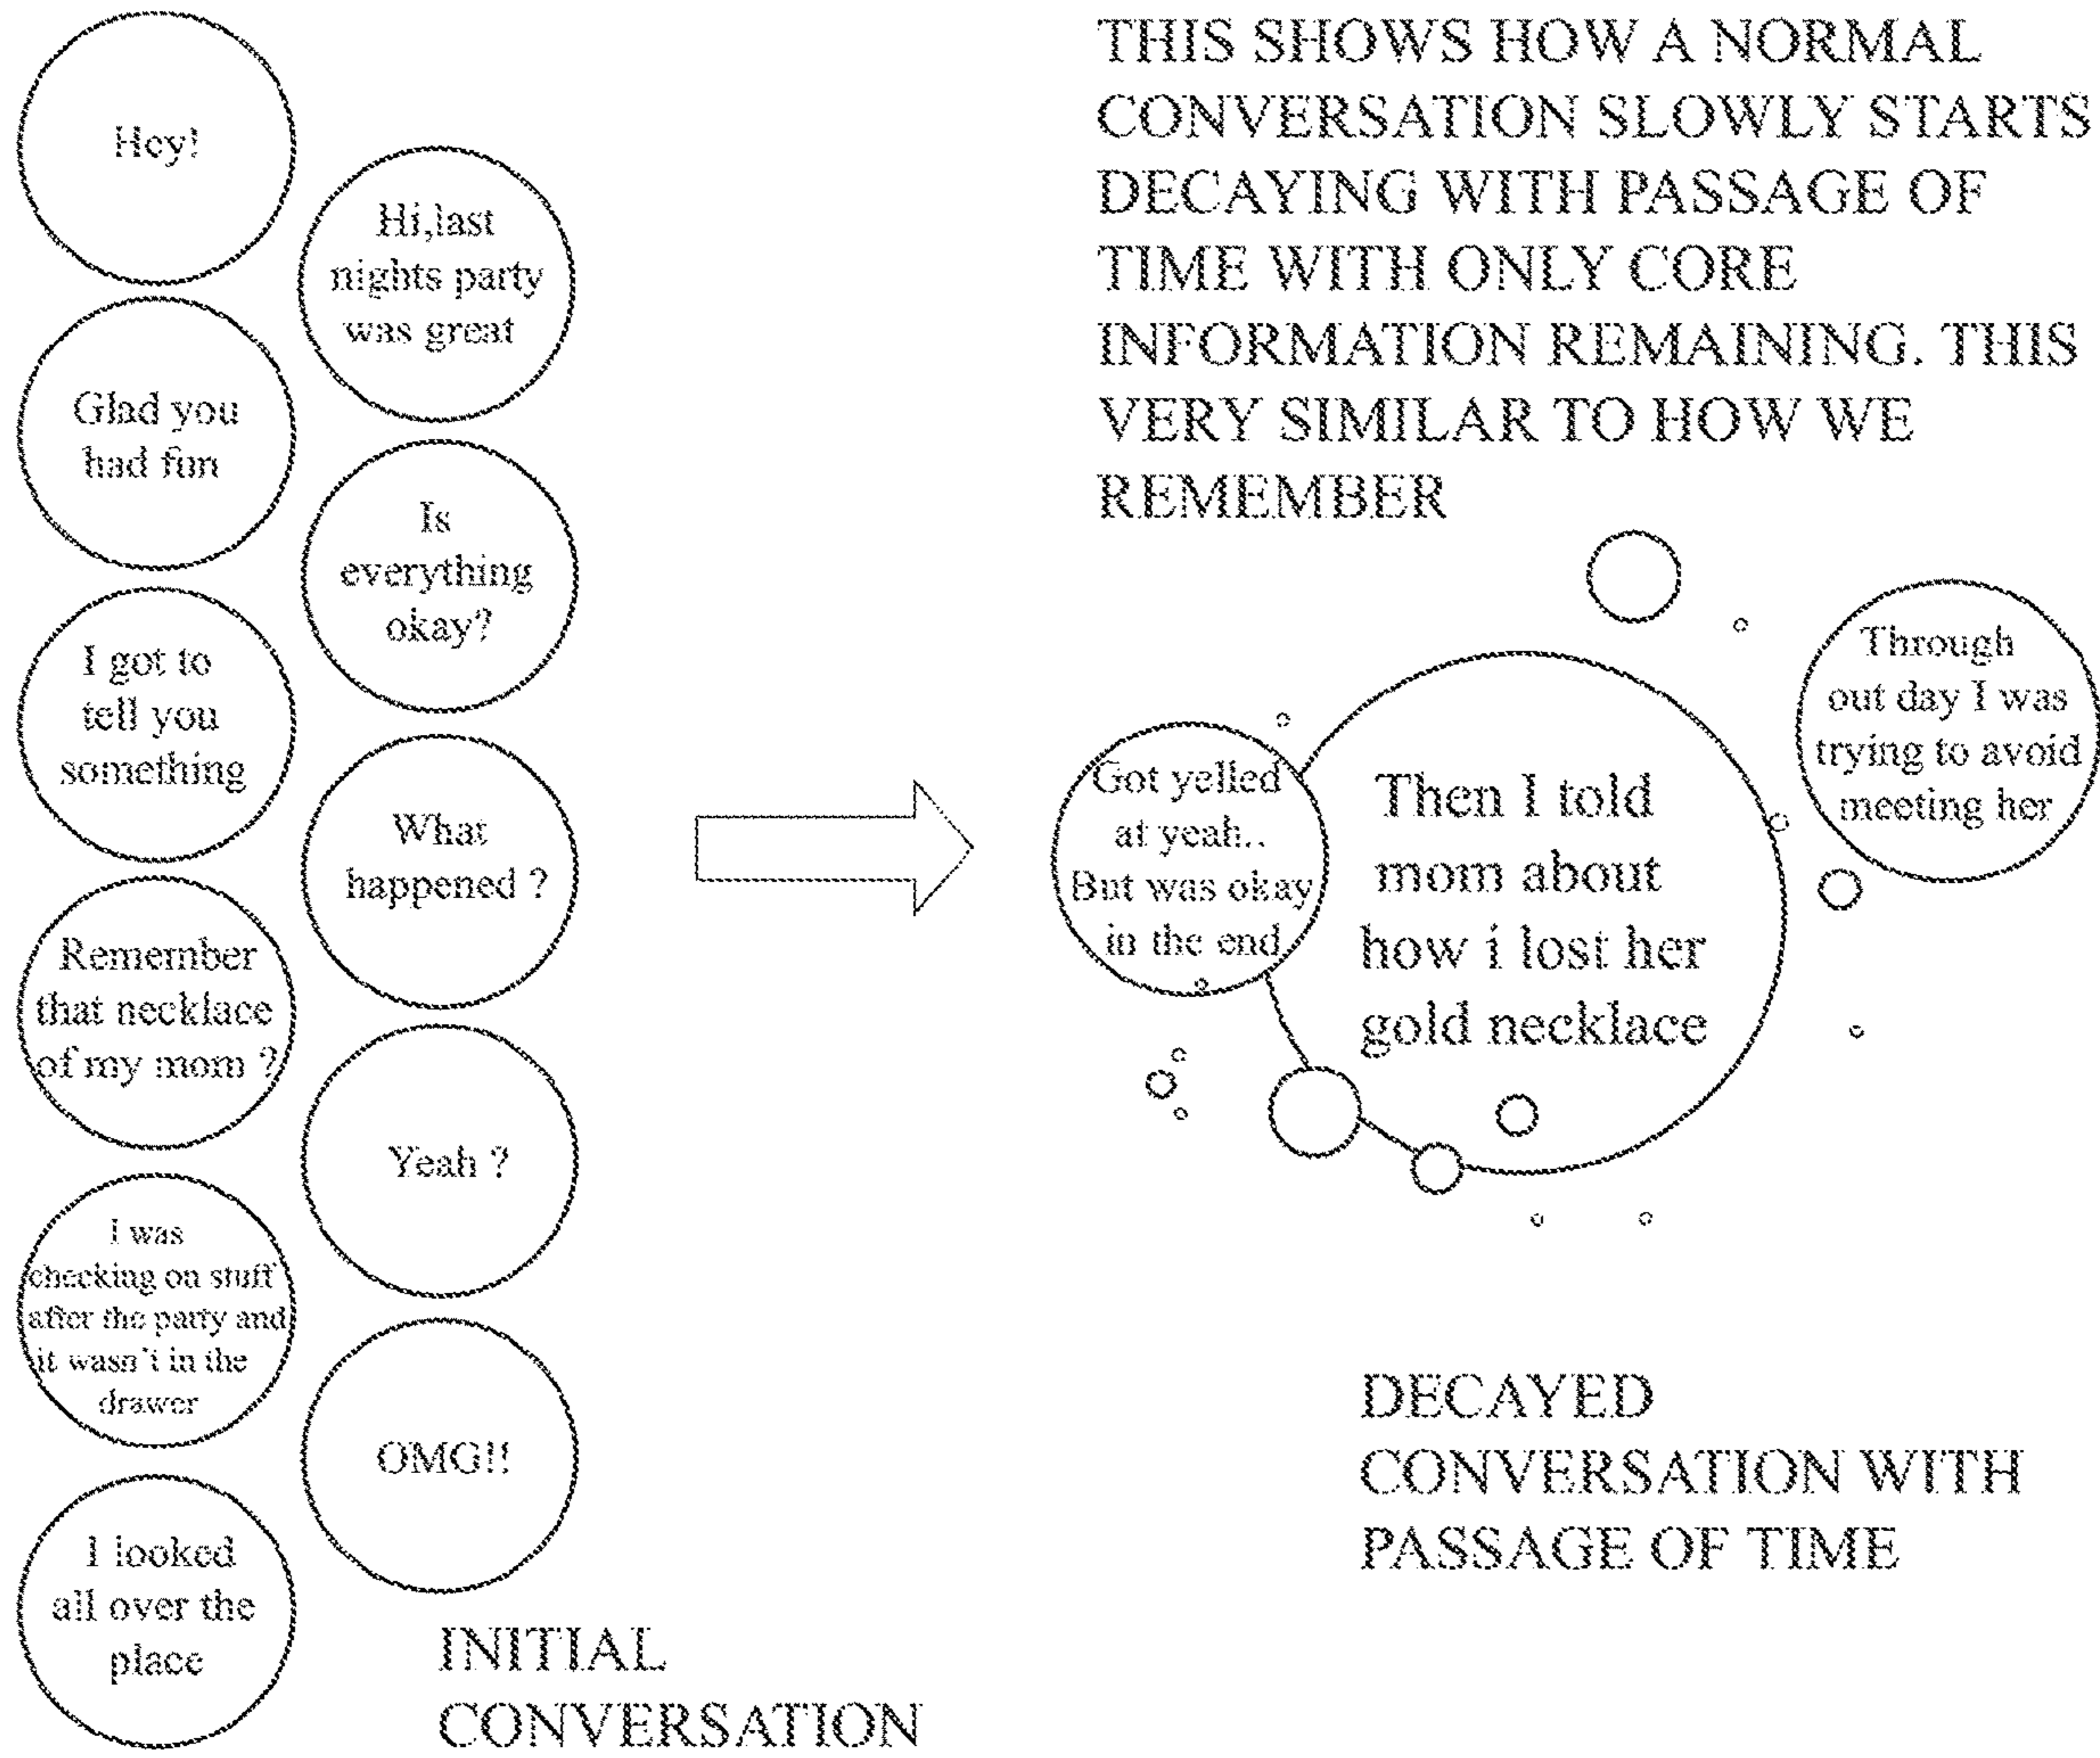 Hey!
Hi,last
nights party
was great
Glad you
had fun
Is
everything
okay?
I got to
tell you
something
What
happened ?
Remember
that necklace
of my mom ?
Yeah ?
I was
checking on stuff
after the party and
it wasn't in the
drawer
OMG!!
I looked
all over the
place
INITIAL
CONVERSATION
THIS SHOWS HOW A NORMAL
CONVERSATION SLOWLY STARTS
DECAYING WITH PASSAGE OF
TIME WITH ONLY CORE
INFORMATION REMAINING. THIS
VERY SIMILAR TO HOW WE
REMEMBER
Got yelled
at yeah..
But was okay
in the end
Then I told
mom about
how i lost her
gold necklace
Through
out day I was
trying to avoid
meeting her
DECAYED
CONVERSATION WITH
PASSAGE OF TIME